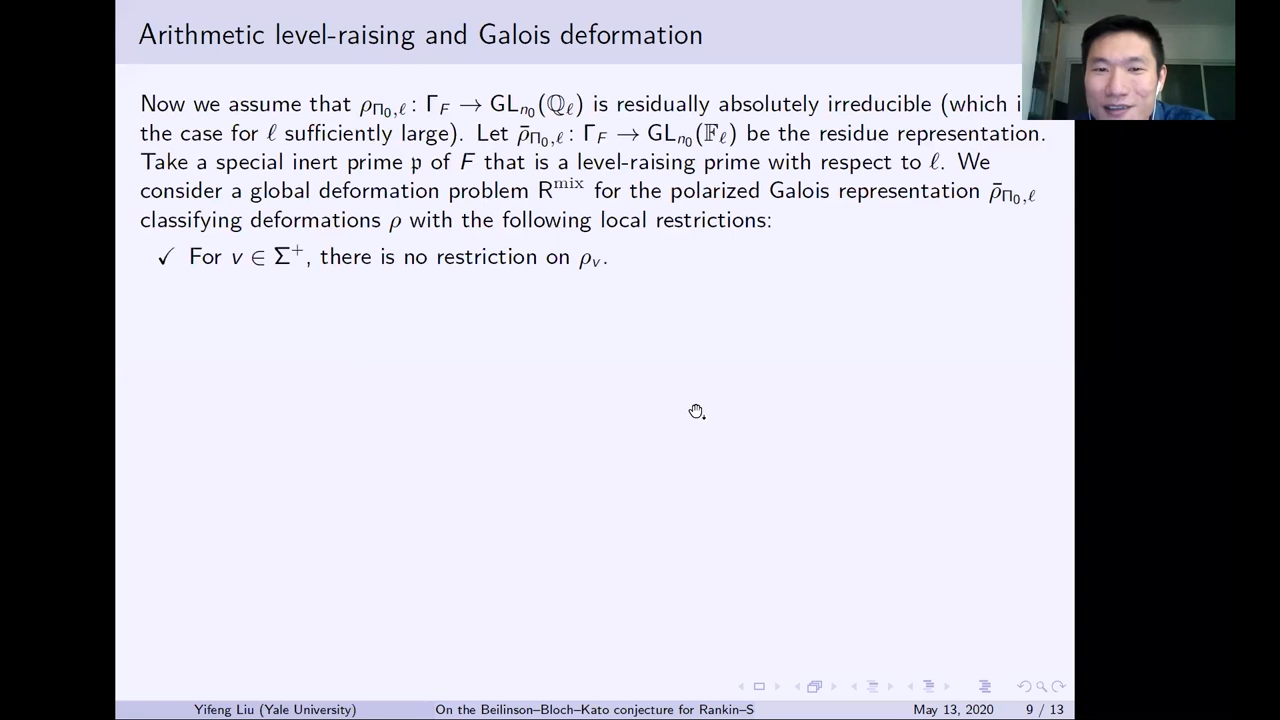 Arithmetic level-raising and Galois deformation
Now we assume that ρ_{Π₀,ℓ}: Γ_F → GL_{n₀}(ℚ_ℓ) is residually absolutely irreducible (which i
the case for ℓ sufficiently large). Let ρ̄_{Π₀,ℓ}: Γ_F → GL_{n₀}(𝔽_ℓ) be the residue representation.
Take a special inert prime 𝔭 of F that is a level-raising prime with respect to ℓ. We
consider a global deformation problem R^{mix} for the polarized Galois representation ρ̄_{Π₀,ℓ}
classifying deformations ρ with the following local restrictions:
✓ For v ∈ Σ⁺, there is no restriction on ρ_v.
Yifeng Liu (Yale University) On the Beilinson–Bloch–Kato conjecture for Rankin–S May 13, 2020 9 / 13